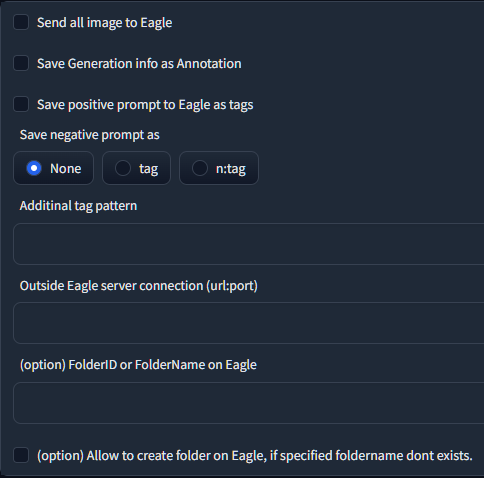 Send all image to Eagle
Save Generation info as Annotation
Save positive prompt to Eagle as tags
Save negative prompt as
None
tag
n:tag
Additinal tag pattern
Outside Eagle server connection (url:port)
(option) FolderID or FolderName on Eagle
(option) Allow to create folder on Eagle, if specified foldername dont exists.